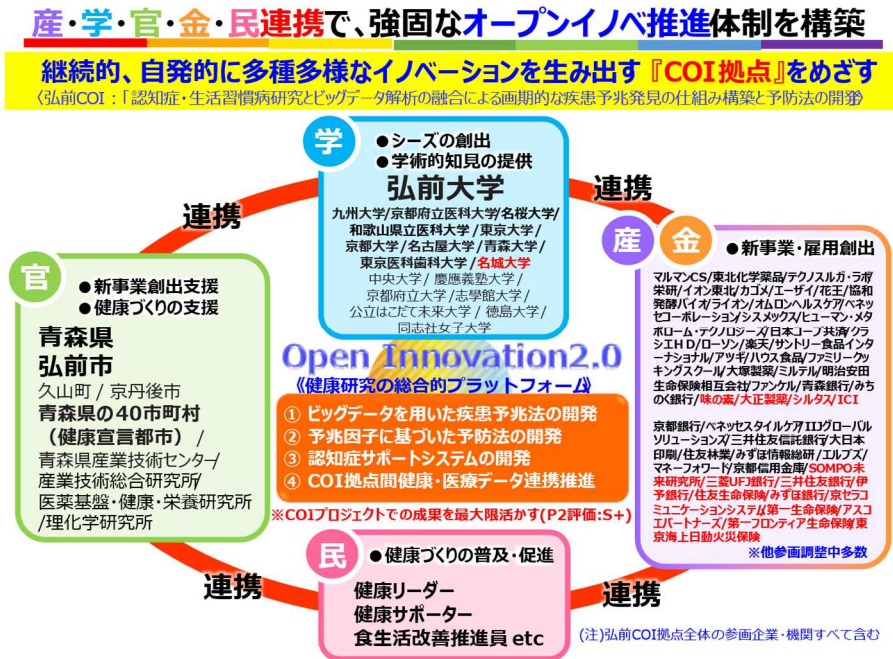 産・学・官・金・民連携で、強固なオープンイノベ推進体制を構築
継続的、自発的に多種多様なイノベーションを生み出す『COI拠点』をめざす
〈弘前COI：「認知症・生活習慣病研究とビッグデータ解析の融合による画期的な疾患予兆発見の仕組み構築と予防法の開発〉
学
●シーズの創出
●学術的知見の提供
弘前大学
九州大学/京都府立医科大学/名桜大学/
和歌山県立医科大学/東京大学/
京都大学/名古屋大学/青森大学/
東京医科歯科大学/名城大学
中央大学/慶應義塾大学/
京都府立大学/志學館大学/
公立はこだて未来大学/徳島大学/
同志社女子大学
連携
連携
官
●新事業創出支援
●健康づくりの支援
青森県
弘前市
久山町 / 京丹後市
青森県の40市町村
（健康宣言都市）/
青森県産業技術センター/
産業技術総合研究所/
医薬基盤・健康・栄養研究所
/理化学研究所
産
金
●新事業・雇用創出
マルマンCS/東北化学薬品/テクノスルガ・ラボ/
栄研/イオン東北/カゴメ/エーザイ/花王/協和
発酵バイオ/ライオン/オムロンヘルスケア/ベネッ
セコーポレーション/シスメックス/ヒューマン・メタ
ボローム・テクノロジーズ/日本コープ共済/クラ
シエHD/ローソン/楽天/サントリー食品インタ
ーナショナル/アツギ/ハウス食品/ファミリークッ
キングスクール/大塚製薬/ミルテル/明治安田
生命保険相互会社/ファンケル/青森銀行/みち
のく銀行/味の素/大正製薬/シルタス/ICI
京都銀行/ベネッセスタイルケア/IIJグローバル
ソリューションズ/三井住友信託銀行/大日本
印刷/住友林業/みずほ情報総研/エルブズ/
マネーフォワード/京都信用金庫/SOMPO未
来研究所/三菱UFJ銀行/三井住友銀行/伊
予銀行/住友生命保険/みずほ銀行/京セラコ
ミュニケーションシステム/第一生命保険/アスコ
エパートナーズ/第一フロンティア生命保険/東
京海上日動火災保険
※他参画調整中多数
Open Innovation2.0
《健康研究の総合的プラットフォーム》
① ビッグデータを用いた疾患予兆法の開発
② 予兆因子に基づいた予防法の開発
③ 認知症サポートシステムの開発
④ COI拠点間健康・医療データ連携推進
※COIプロジェクトでの成果を最大限活かす(P2評価:S+)
民
●健康づくりの普及・促進
健康リーダー
健康サポーター
食生活改善推進員 etc
連携
連携
(注)弘前COI拠点全体の参画企業・機関すべて含む